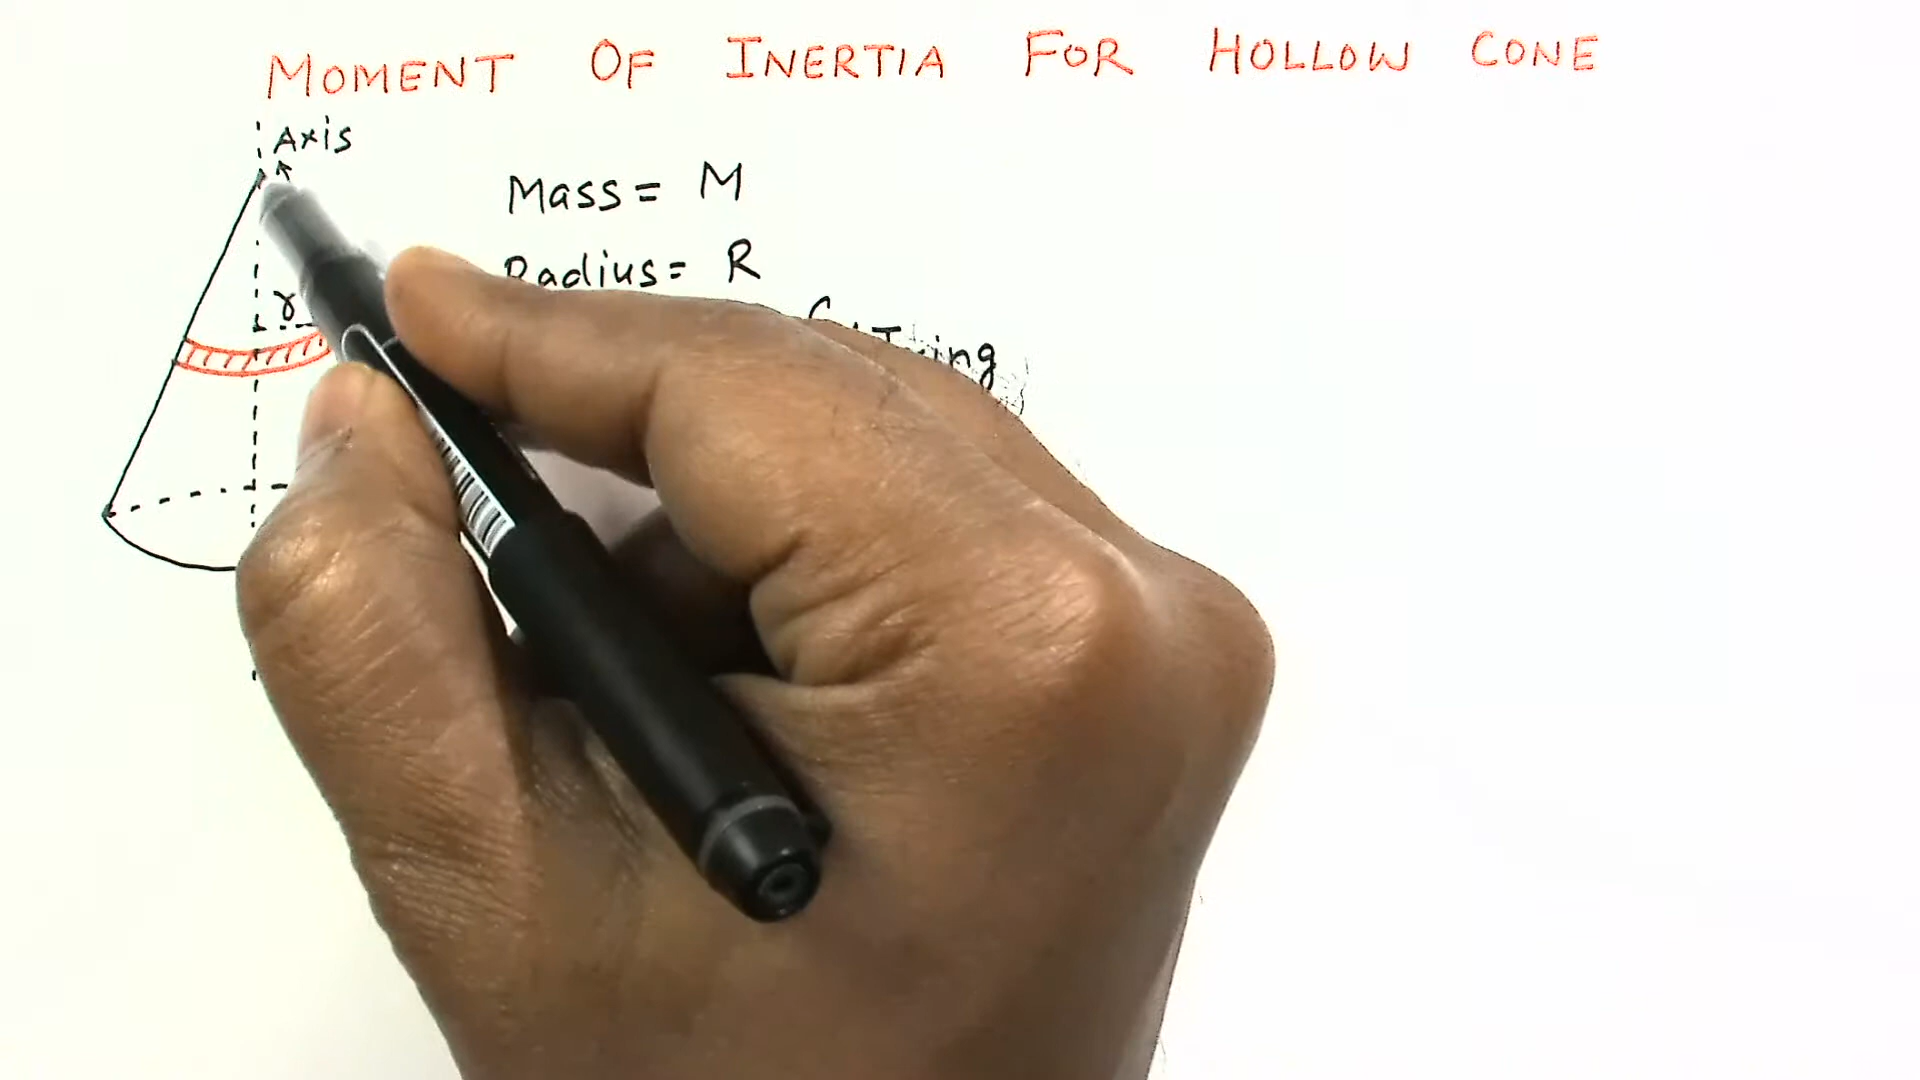 MOMENT OF INERTIA FOR HOLLOW CONE
Axis
Mass = M
Radius = R
r